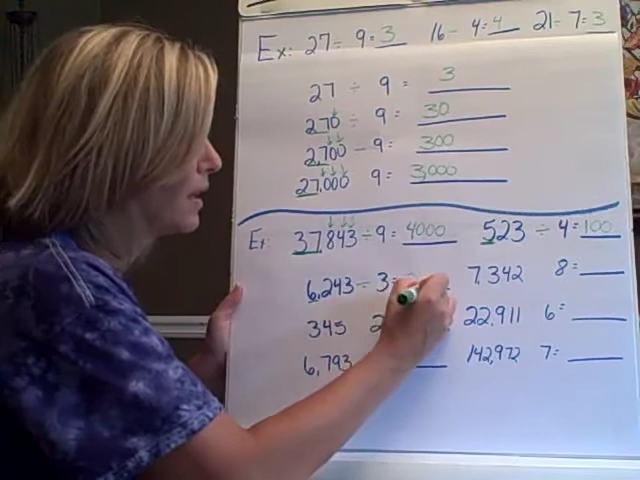 Ex: 27 ÷ 9 = 3 16 - 4 = 4 21 - 7 = 3
27 ÷ 9 = 3
270 ÷ 9 = 30
2,700 - 9 = 300
27,000 9 = 3,000
Ex: 37843 ÷ 9 = 4000 523 ÷ 4 = 100
6,243 ÷ 3 = 7,342 8 =
345 2 22,911 6 =
6,793 142,972 7 =